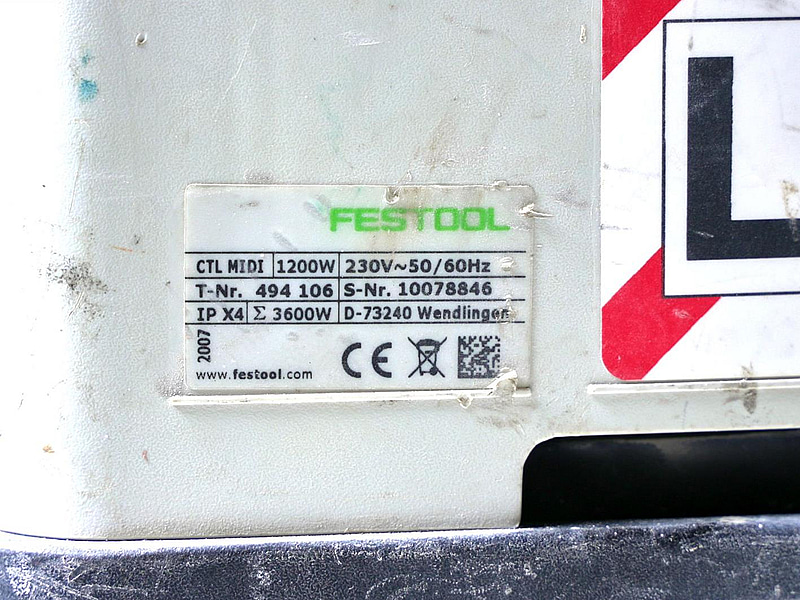 FESTOOL
CTL MIDI 1200W 230V~50/60Hz
T-Nr. 494 106 S-Nr. 10078846
IP X4 Σ 3600W D-73240 Wendlingen
2007
www.festool.com
CE
L